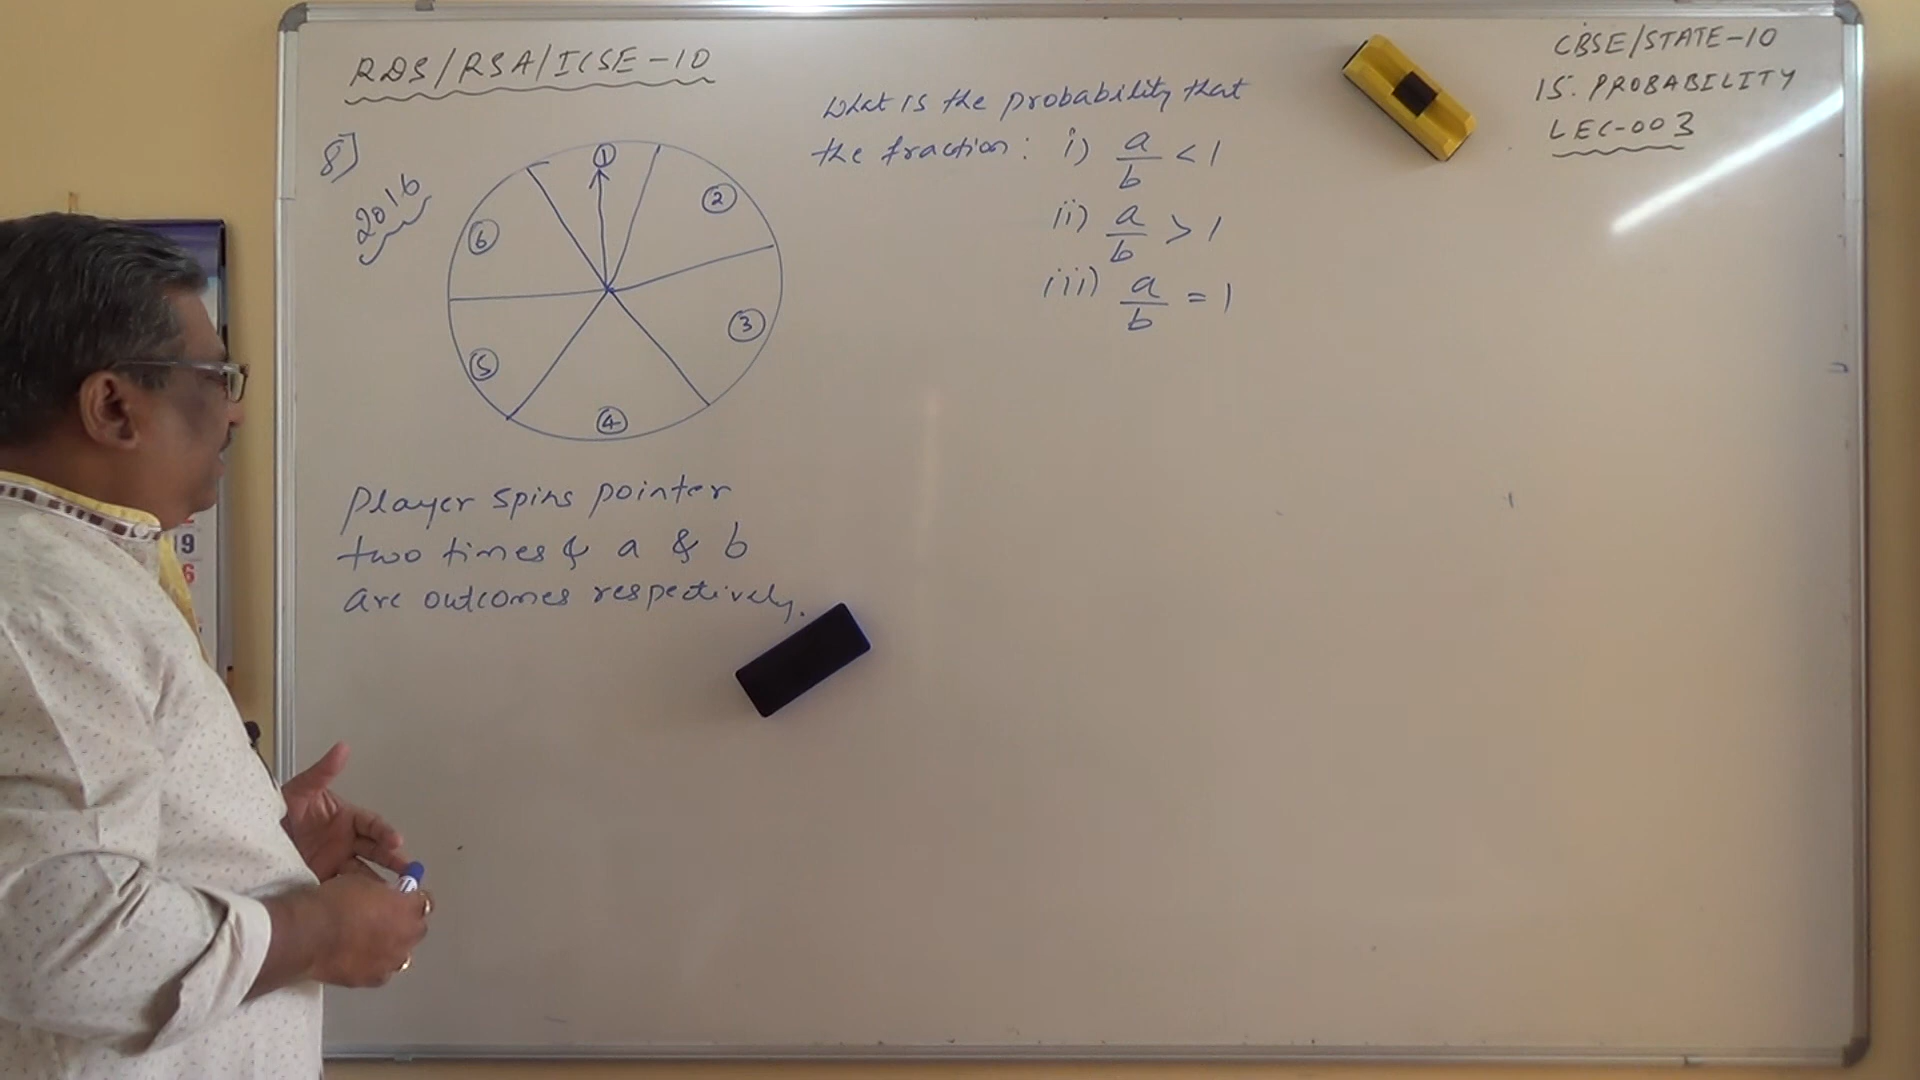 RDS/RSA/ICSE-10
CBSE/STATE-10
15. PROBABILITY
LEC-003
8]
2016
1
2
3
4
5
6
What is the probability that
the fraction: i) a/b < 1
ii) a/b > 1
iii) a/b = 1
Player spins pointer
two times & a & b
are outcomes respectively.
19
6